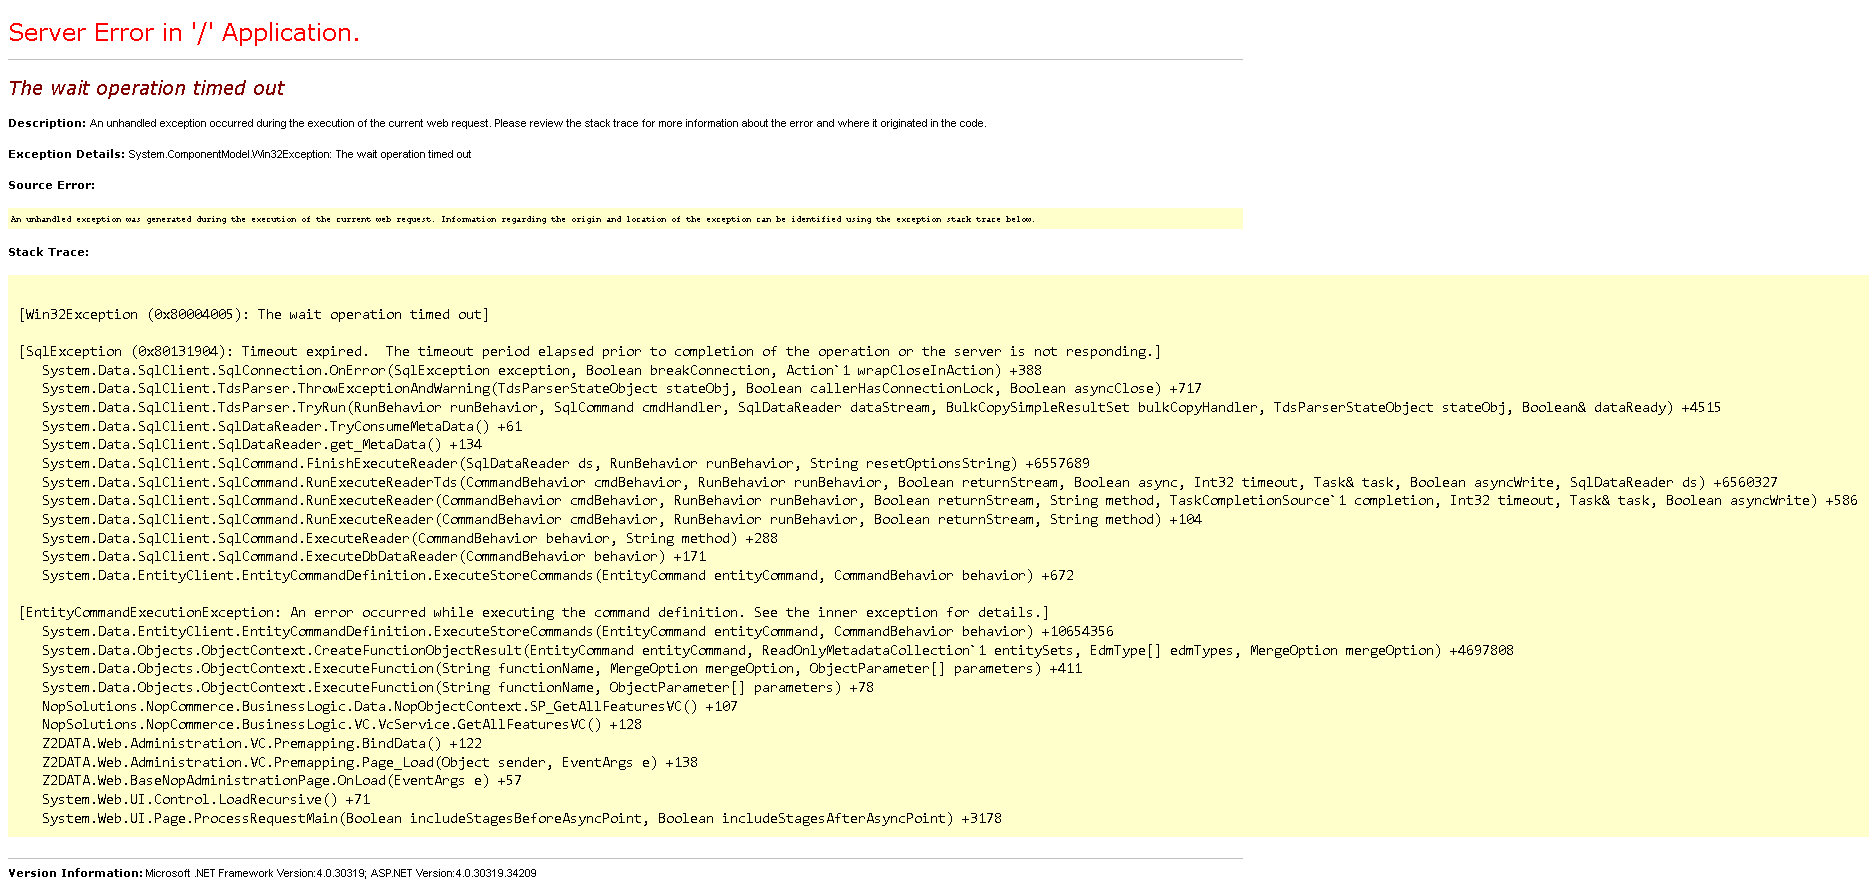 Server Error in '/' Application.
The wait operation timed out
Description: An unhandled exception occurred during the execution of the current web request. Please review the stack trace for more information about the error and where it originated in the code.
Exception Details: System.ComponentModel.Win32Exception: The wait operation timed out
Source Error:
An unhandled exception was generated during the execution of the current web request. Information regarding the origin and location of the exception can be identified using the exception stack trace below.
Stack Trace:
[Win32Exception (0x80004005): The wait operation timed out]
[SqlException (0x80131904): Timeout expired.  The timeout period elapsed prior to completion of the operation or the server is not responding.]
System.Data.SqlClient.SqlConnection.OnError(SqlException exception, Boolean breakConnection, Action`1 wrapCloseInAction) +388
System.Data.SqlClient.TdsParser.ThrowExceptionAndWarning(TdsParserStateObject stateObj, Boolean callerHasConnectionLock, Boolean asyncClose) +717
System.Data.SqlClient.TdsParser.TryRun(RunBehavior runBehavior, SqlCommand cmdHandler, SqlDataReader dataStream, BulkCopySimpleResultSet bulkCopyHandler, TdsParserStateObject stateObj, Boolean& dataReady) +4515
System.Data.SqlClient.SqlDataReader.TryConsumeMetaData() +61
System.Data.SqlClient.SqlDataReader.get_MetaData() +134
System.Data.SqlClient.SqlCommand.FinishExecuteReader(SqlDataReader ds, RunBehavior runBehavior, String resetOptionsString) +6557689
System.Data.SqlClient.SqlCommand.RunExecuteReaderTds(CommandBehavior cmdBehavior, RunBehavior runBehavior, Boolean returnStream, Boolean async, Int32 timeout, Task& task, Boolean asyncWrite, SqlDataReader ds) +6560327
System.Data.SqlClient.SqlCommand.RunExecuteReader(CommandBehavior cmdBehavior, RunBehavior runBehavior, Boolean returnStream, String method, TaskCompletionSource`1 completion, Int32 timeout, Task& task, Boolean asyncWrite) +586
System.Data.SqlClient.SqlCommand.RunExecuteReader(CommandBehavior cmdBehavior, RunBehavior runBehavior, Boolean returnStream, String method) +104
System.Data.SqlClient.SqlCommand.ExecuteReader(CommandBehavior behavior, String method) +288
System.Data.SqlClient.SqlCommand.ExecuteDbDataReader(CommandBehavior behavior) +171
System.Data.EntityClient.EntityCommandDefinition.ExecuteStoreCommands(EntityCommand entityCommand, CommandBehavior behavior) +672
[EntityCommandExecutionException: An error occurred while executing the command definition. See the inner exception for details.]
System.Data.EntityClient.EntityCommandDefinition.ExecuteStoreCommands(EntityCommand entityCommand, CommandBehavior behavior) +10654356
System.Data.Objects.ObjectContext.CreateFunctionObjectResult(EntityCommand entityCommand, ReadOnlyMetadataCollection`1 entitySets, EdmType[] edmTypes, MergeOption mergeOption) +4697808
System.Data.Objects.ObjectContext.ExecuteFunction(String functionName, MergeOption mergeOption, ObjectParameter[] parameters) +411
System.Data.Objects.ObjectContext.ExecuteFunction(String functionName, ObjectParameter[] parameters) +78
NopSolutions.NopCommerce.BusinessLogic.Data.NopObjectContext.SP_GetAllFeaturesVC() +107
NopSolutions.NopCommerce.BusinessLogic.VC.VcService.GetAllFeaturesVC() +128
Z2DATA.Web.Administration.VC.Premapping.BindData() +122
Z2DATA.Web.Administration.VC.Premapping.Page_Load(Object sender, EventArgs e) +138
Z2DATA.Web.BaseNopAdministrationPage.OnLoad(EventArgs e) +57
System.Web.UI.Control.LoadRecursive() +71
System.Web.UI.Page.ProcessRequestMain(Boolean includeStagesBeforeAsyncPoint, Boolean includeStagesAfterAsyncPoint) +3178
Version Information: Microsoft .NET Framework Version:4.0.30319; ASP.NET Version:4.0.30319.34209